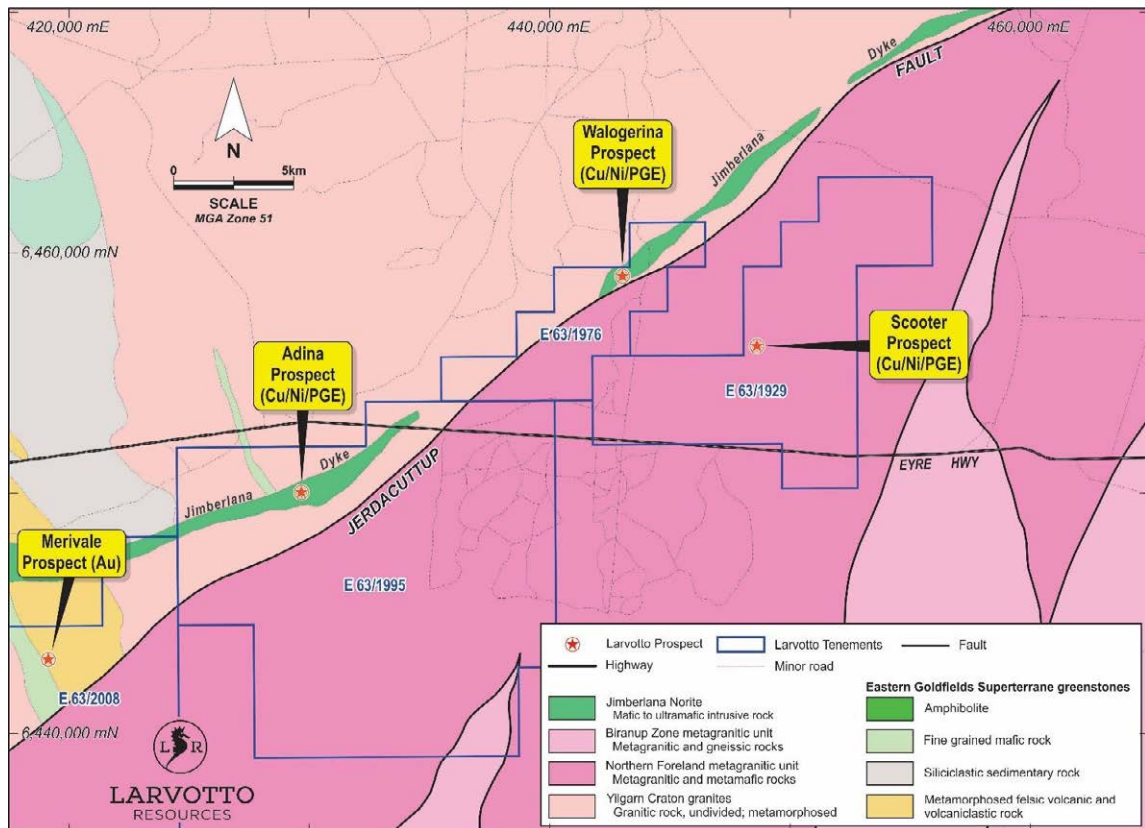 420,000 mE
440,000 mE
460,000 mE
Dyke
FAULT
N
0
5km
SCALE
MGA Zone 51
Walogerina
Prospect
(Cu/Ni/PGE)
Jimberlana
6,460,000 mN
E 63/1976
Scooter
Prospect
(Cu/Ni/PGE)
Adina
Prospect
(Cu/Ni/PGE)
E 63/1929
Dyke
Jimberlana
JERDACUTTUP
EYRE HWY
Merivale
Prospect (Au)
E 63/1995
E 63/2008
6,440,000 mN
L R
LARVOTTO
RESOURCES
Larvotto Prospect
Larvotto Tenements
Fault
Highway
Minor road
Jimberlana Norite
Matic to ultramatic intrusive rock
Biranup Zone metagranitic unit
Metagranitic and gneissic rocks
Northern Foreland metagranitic unit
Metagranitic and metamafic rocks
Yilgarn Craton granites
Granitic rock, undivided; metamorphosed
Eastern Goldfields Superterrane greenstones
Amphibolite
Fine grained mafic rock
Siliciclastic sedimentary rock
Metamorphosed felsic volcanic and
volcaniclastic rock